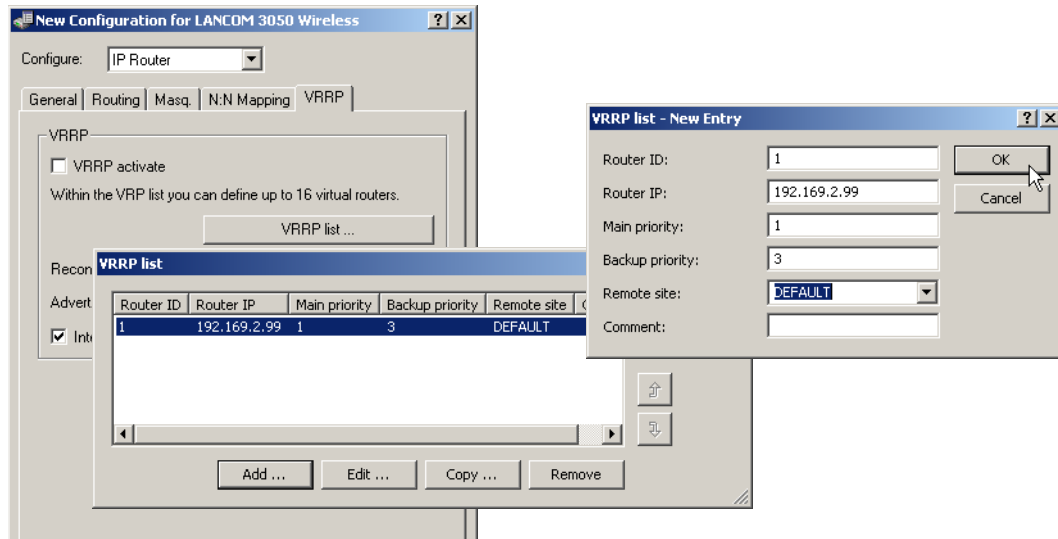 New Configuration for LANCOM 3050 Wireless
Configure: IP Router
General Routing Masq. N:N Mapping VRRP
VRRP
VRRP activate
Within the VRP list you can define up to 16 virtual routers.
VRRP list ...
Recon
Advert
Inte
VRRP list
Router ID Router IP Main priority Backup priority Remote site
1 192.169.2.99 1 3 DEFAULT
Add ... Edit ... Copy ... Remove
VRRP list - New Entry
Router ID: 1
Router IP: 192.169.2.99
Main priority: 1
Backup priority: 3
Remote site: DEFAULT
Comment:
OK
Cancel